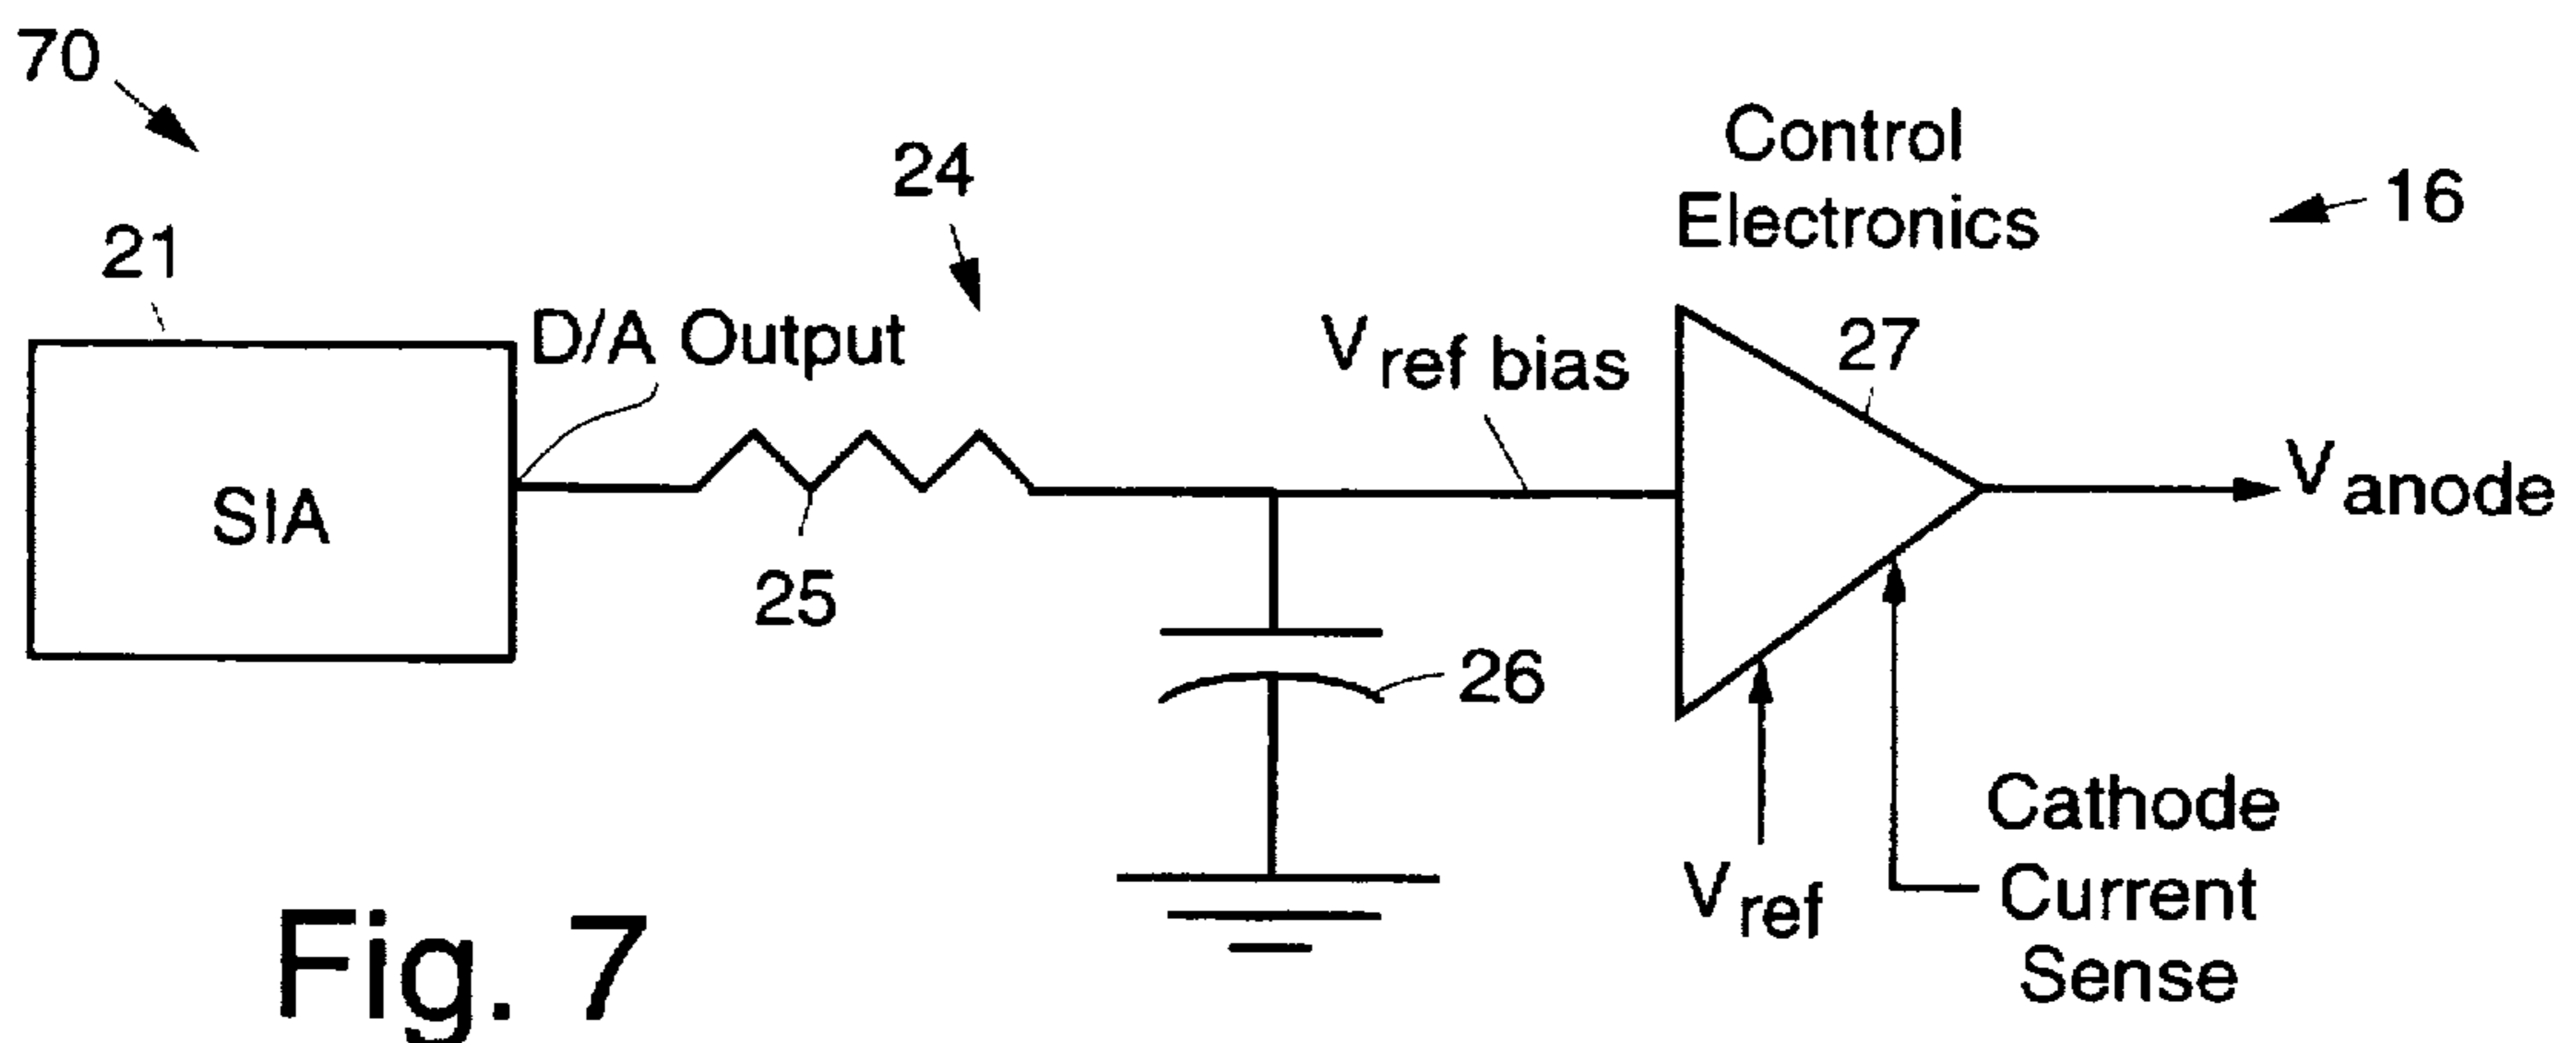 70
24
Control
Electronics
16
21
D/A Output
V ref bias
27
SIA
V anode
25
26
V ref
Cathode
Current
Sense
Fig. 7